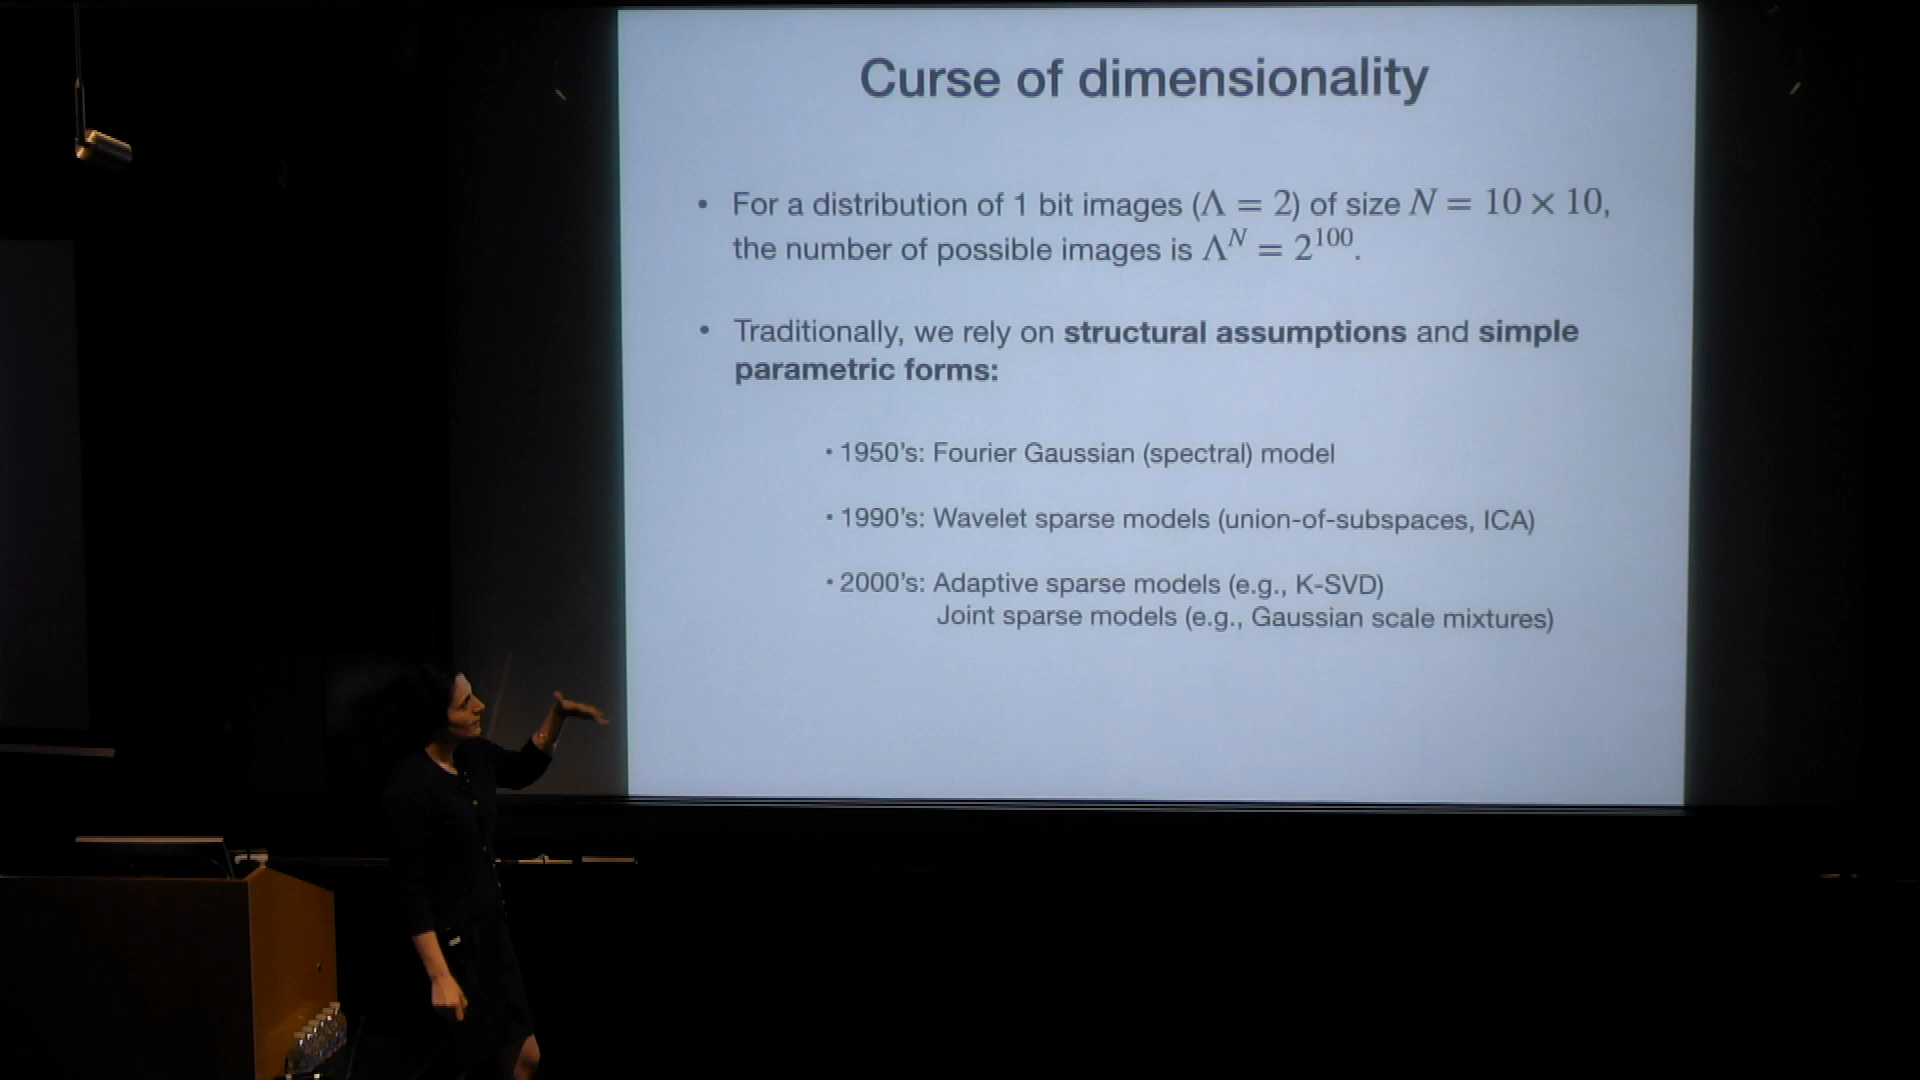 Curse of dimensionality
• For a distribution of 1 bit images (Λ = 2) of size N = 10 × 10,
the number of possible images is Λ^N = 2^100.
• Traditionally, we rely on structural assumptions and simple
parametric forms:
• 1950's: Fourier Gaussian (spectral) model
• 1990's: Wavelet sparse models (union-of-subspaces, ICA)
• 2000's: Adaptive sparse models (e.g., K-SVD)
Joint sparse models (e.g., Gaussian scale mixtures)